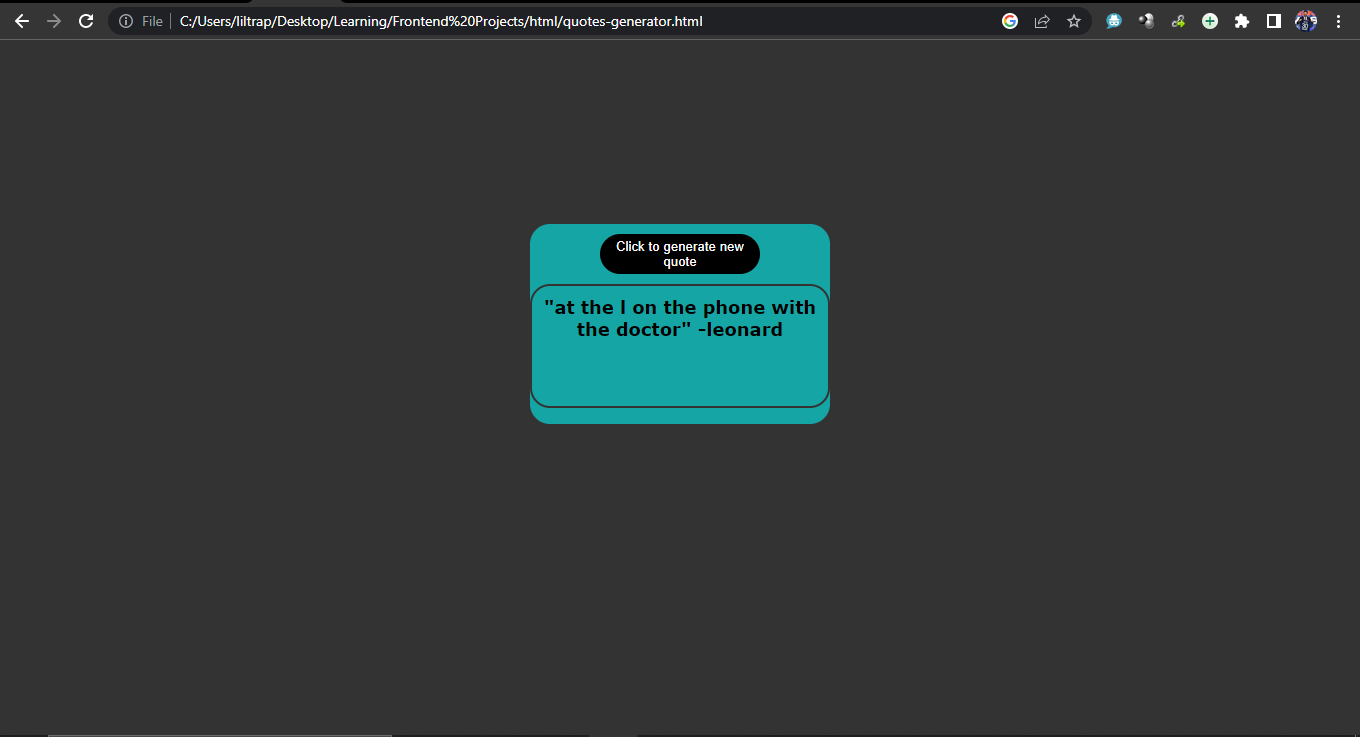 File
C:/Users/liltrap/Desktop/Learning/Frontend%20Projects/html/quotes-generator.html
Click to generate new
quote
"at the l on the phone with
the doctor" -leonard